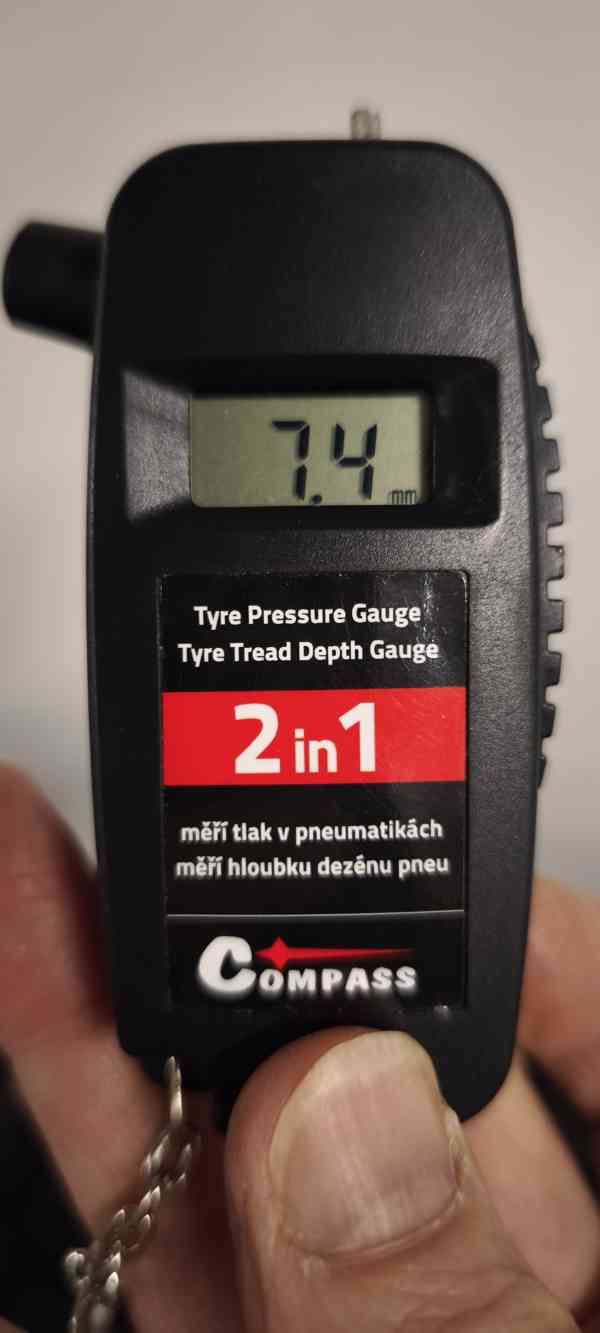 7.4 mm
Tyre Pressure Gauge
Tyre Tread Depth Gauge
2 in 1
měří tlak v pneumatikách
měří hloubku dezénu pneu
COMPASS